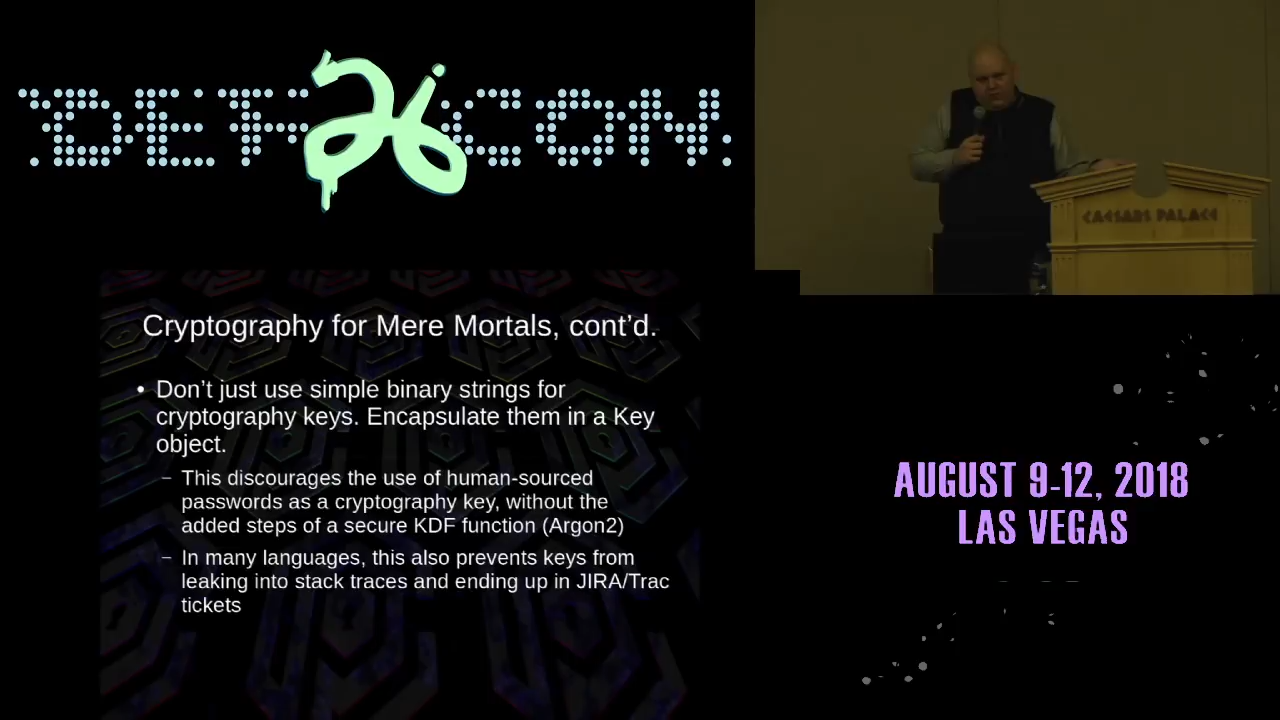 DEF 26 CON
CAESARS PALACE
Cryptography for Mere Mortals, cont’d.
• Don’t just use simple binary strings for
cryptography keys. Encapsulate them in a Key
object.
– This discourages the use of human-sourced
passwords as a cryptography key, without the
added steps of a secure KDF function (Argon2)
– In many languages, this also prevents keys from
leaking into stack traces and ending up in JIRA/Trac
tickets
AUGUST 9-12, 2018
LAS VEGAS